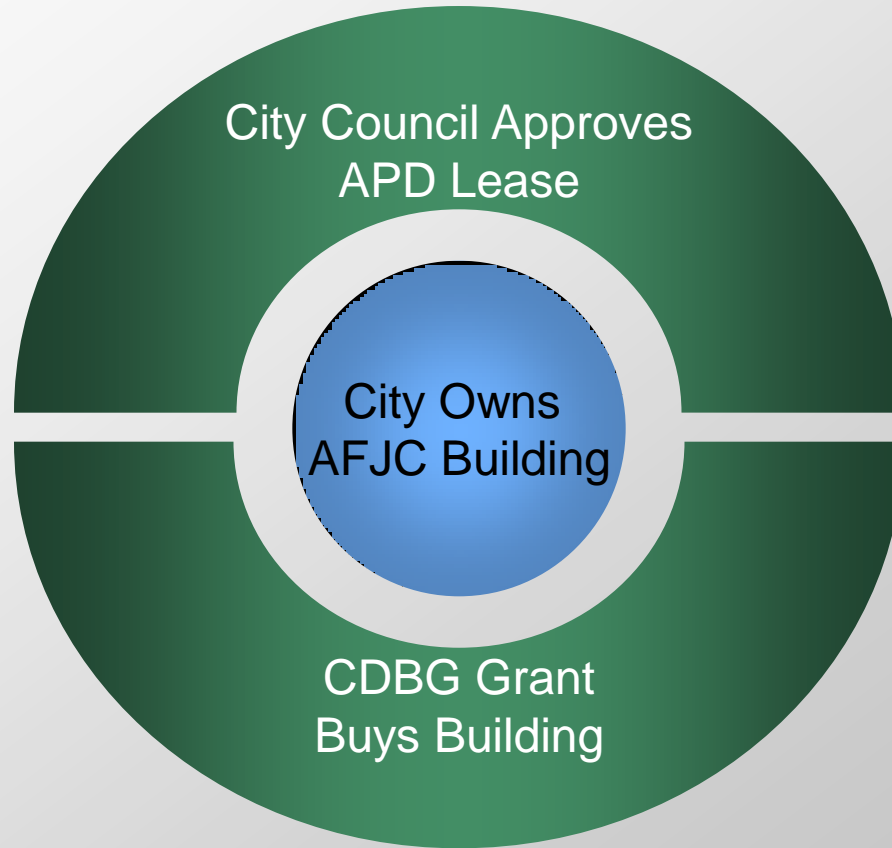 City Council Approves
APD Lease
City Owns
AFJC Building
CDBG Grant
Buys Building